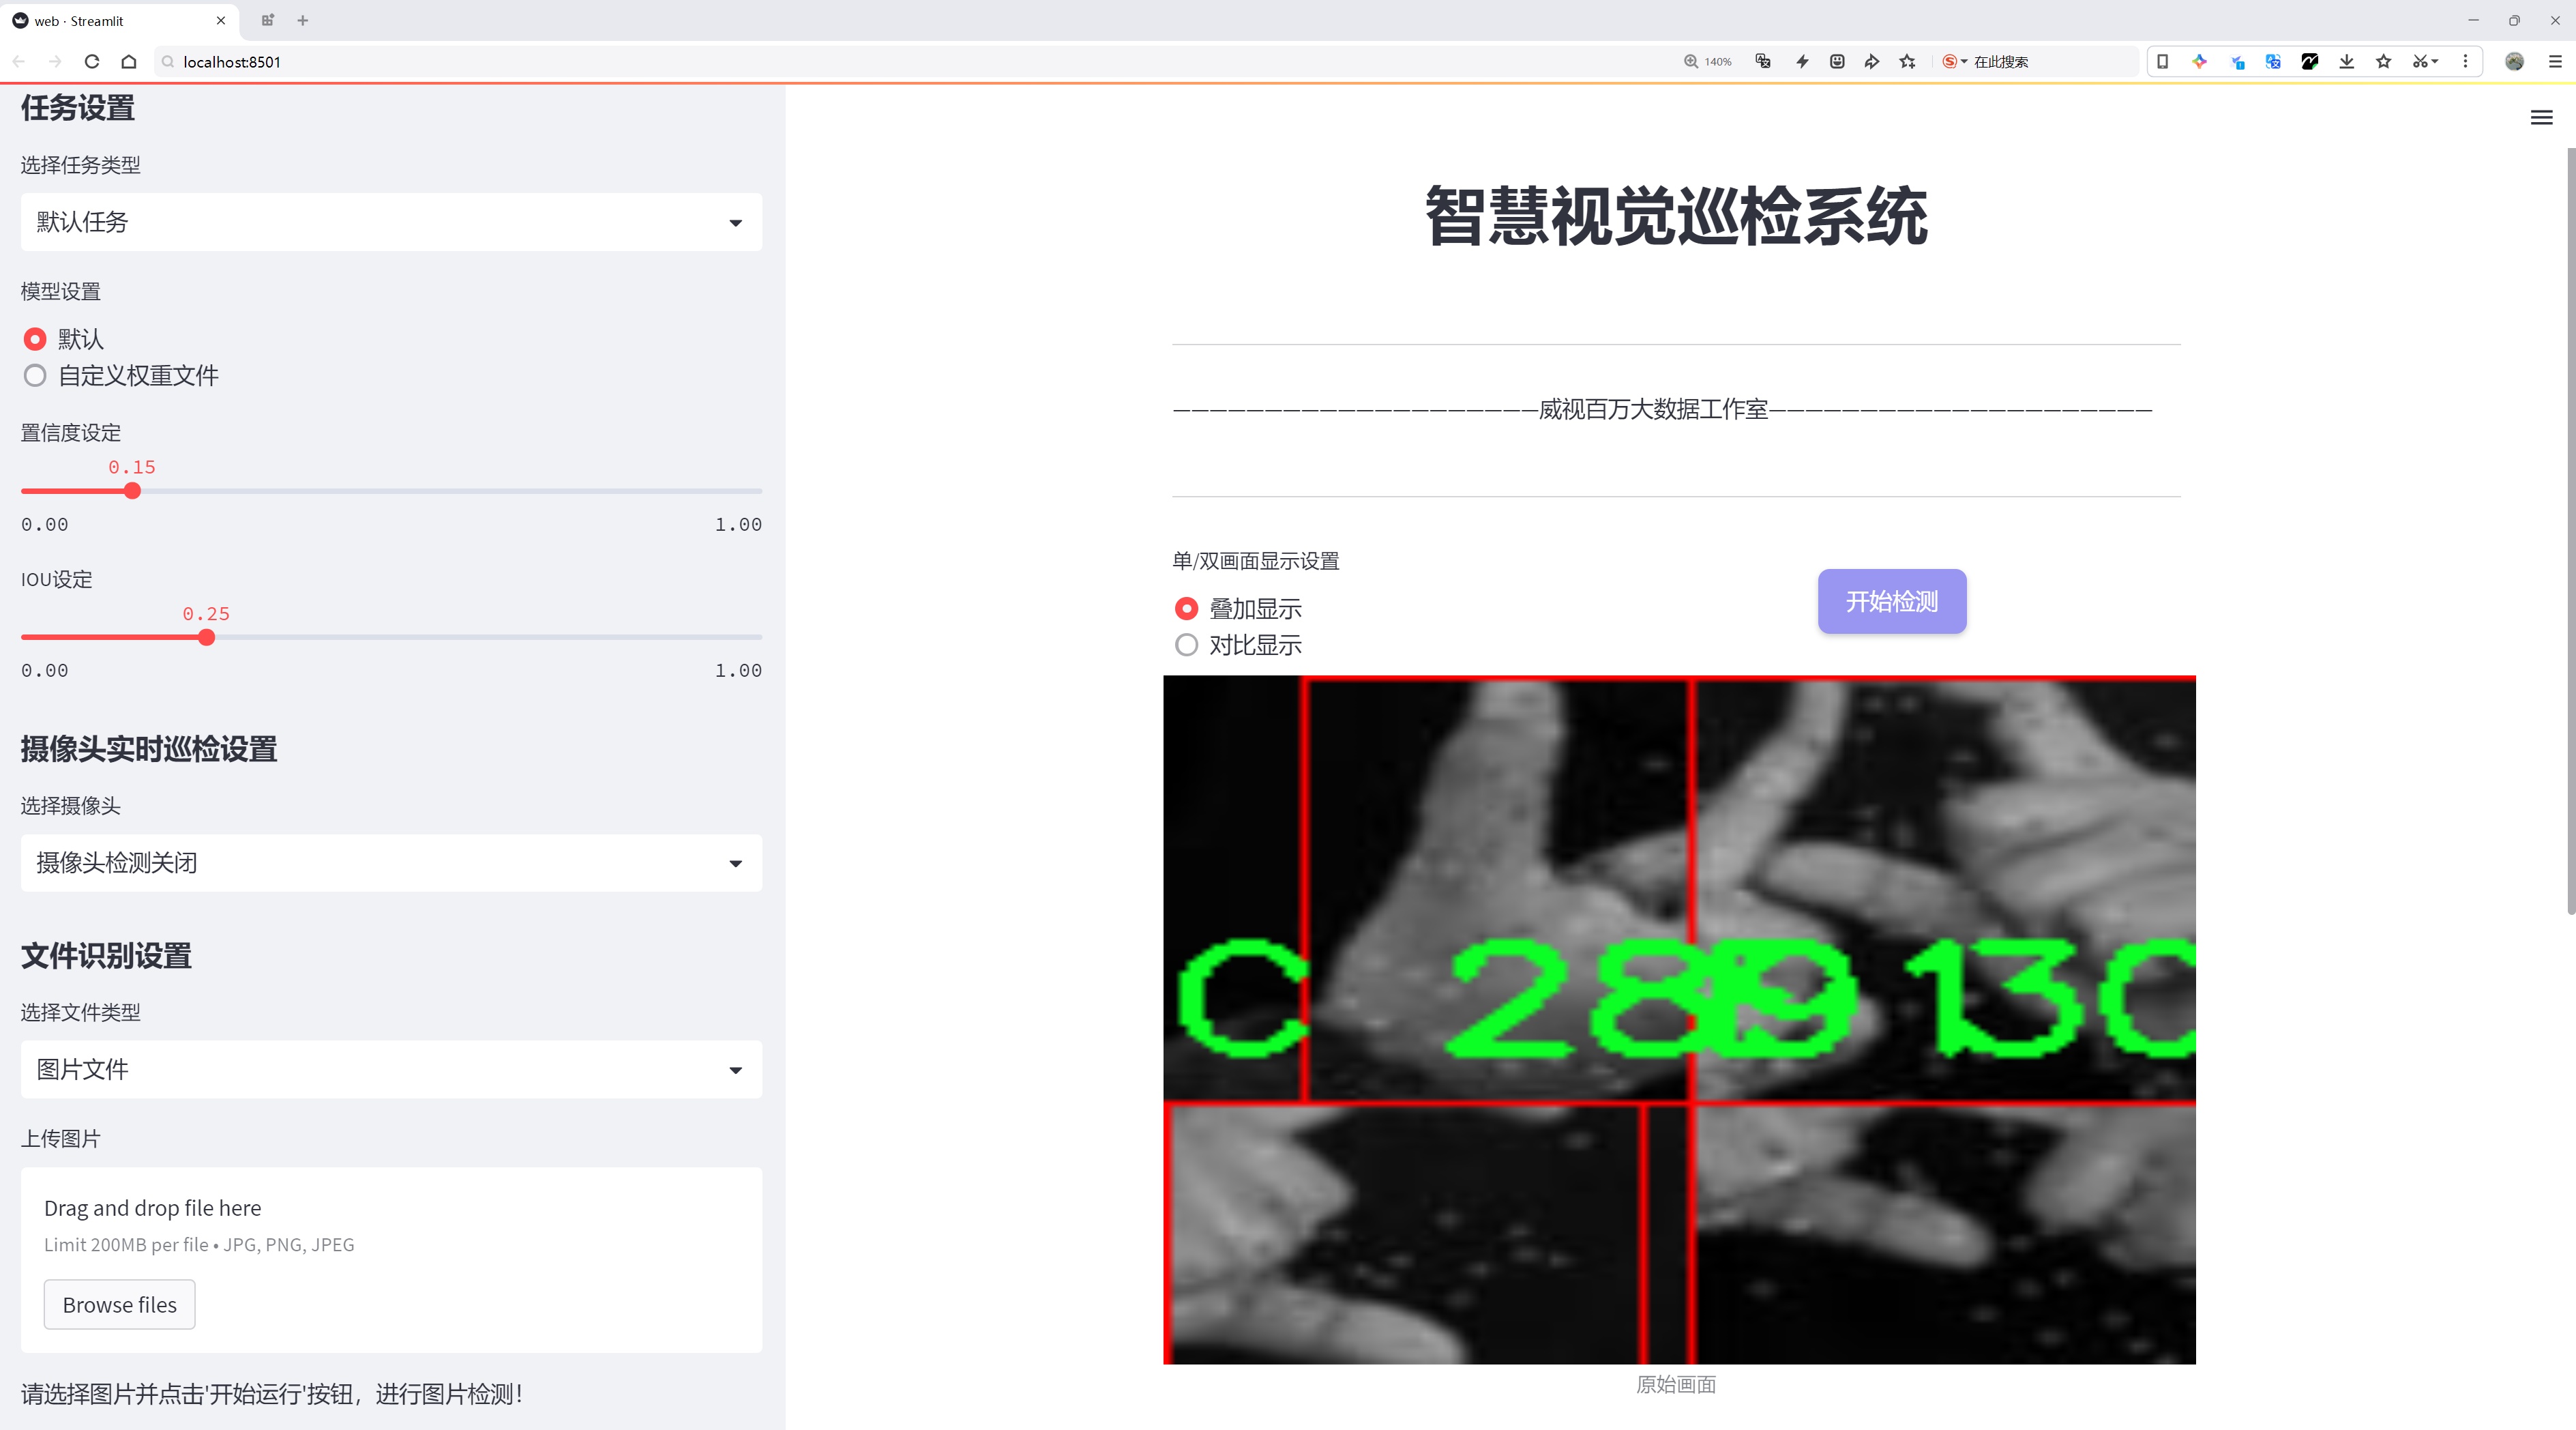 web · Streamlit
localhost:8501
140%
在此搜索
任务设置
选择任务类型
默认任务
模型设置
默认
自定义权重文件
置信度设定
0.15
0.00 1.00
IOU设定
0.25
0.00 1.00
摄像头实时巡检设置
选择摄像头
摄像头检测关闭
文件识别设置
选择文件类型
图片文件
上传图片
Drag and drop file here
Limit 200MB per file • JPG, PNG, JPEG
Browse files
请选择图片并点击'开始运行'按钮，进行图片检测！
智慧视觉巡检系统
————————————————————威视百万大数据工作室—————————————————————
单/双画面显示设置
叠加显示
对比显示
开始检测
C 28 9 13C
原始画面